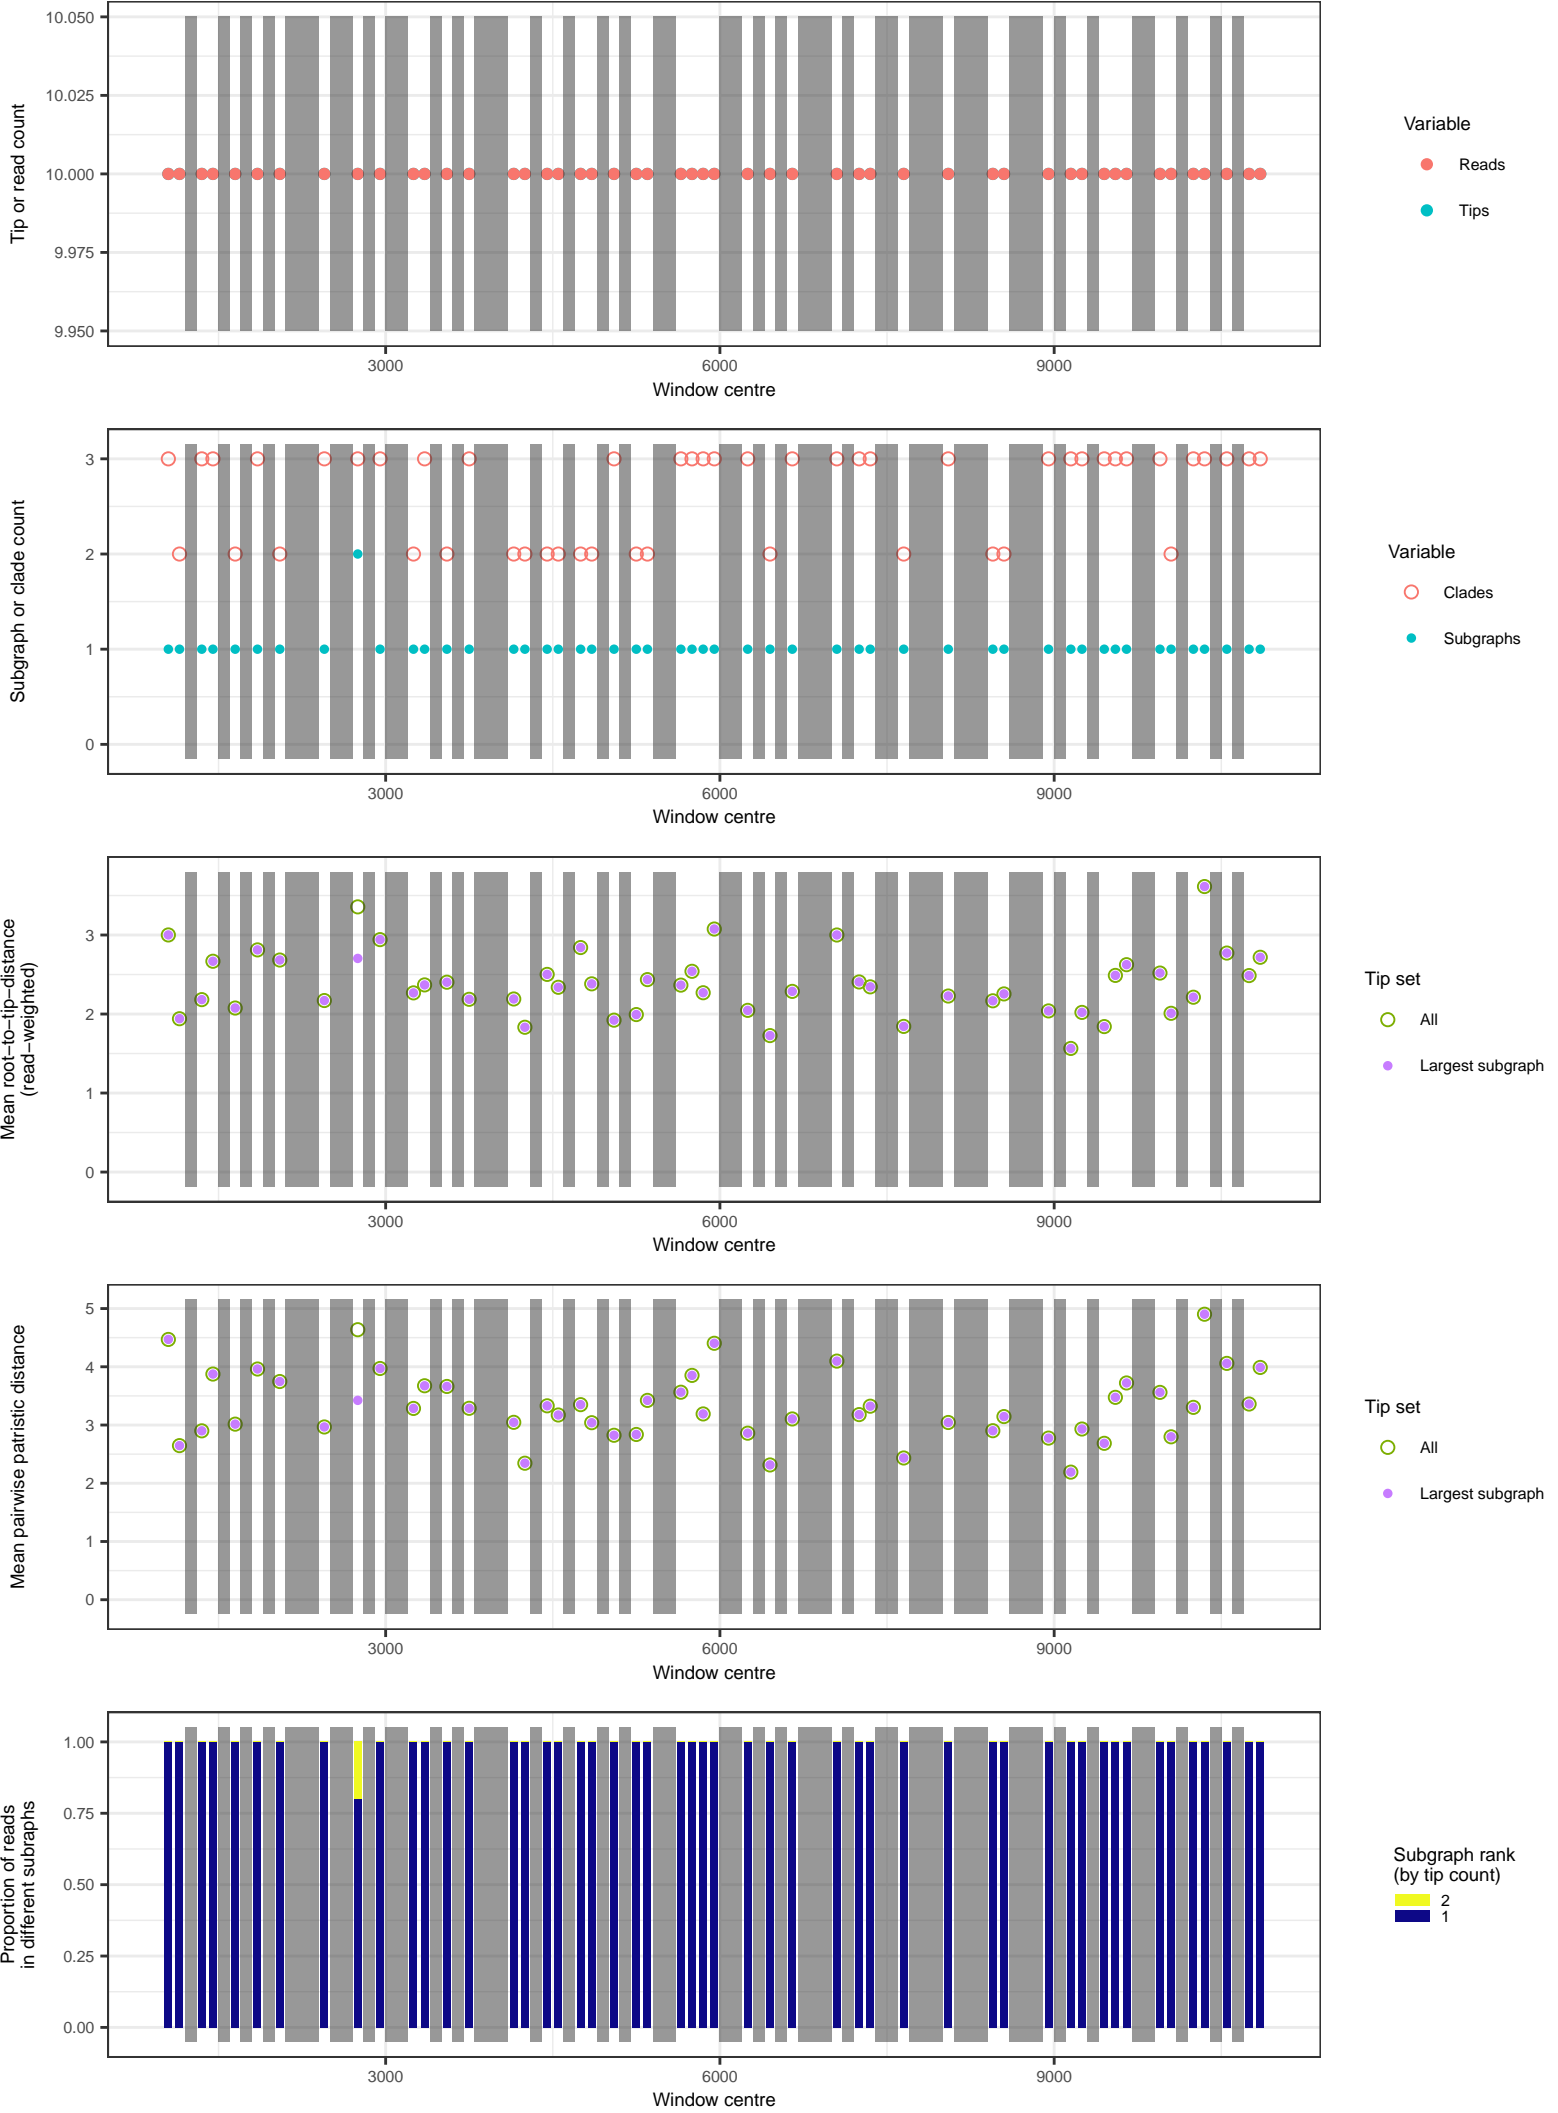 10.050
10.025
10.000
9.975
9.950
Tip or read count
3000
6000
9000
Window centre
Variable
Reads
Tips
3
2
1
0
Subgraph or clade count
3000
6000
9000
Window centre
Variable
Clades
Subgraphs
3
2
1
0
Mean root−to−tip−distance
(read−weighted)
3000
6000
9000
Window centre
Tip set
All
Largest subgraph
5
4
3
2
1
0
Mean pairwise patristic distance
3000
6000
9000
Window centre
Tip set
All
Largest subgraph
1.00
0.75
0.50
0.25
0.00
Proportion of reads
in different subraphs
3000
6000
9000
Window centre
Subgraph rank
(by tip count)
2
1